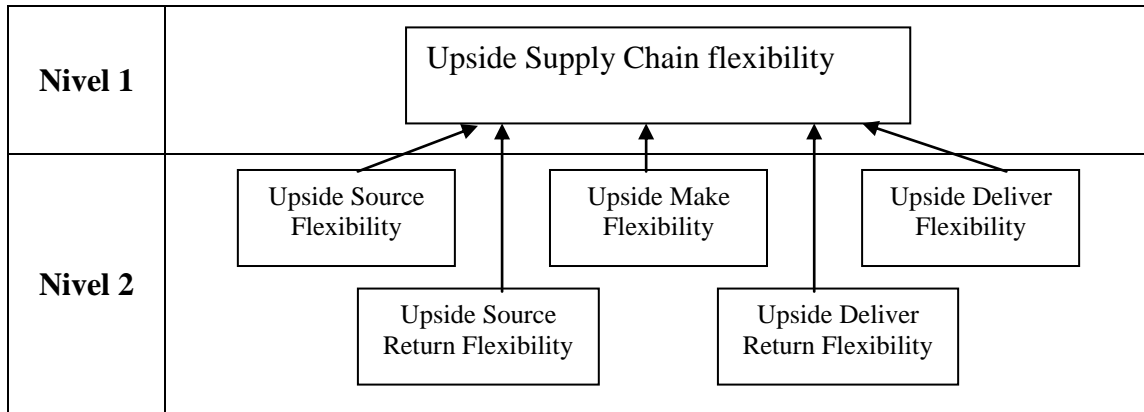 Nivel 1
Upside Supply Chain flexibility
Nivel 2
Upside Source
Flexibility
Upside Make
Flexibility
Upside Deliver
Flexibility
Upside Source
Return Flexibility
Upside Deliver
Return Flexibility